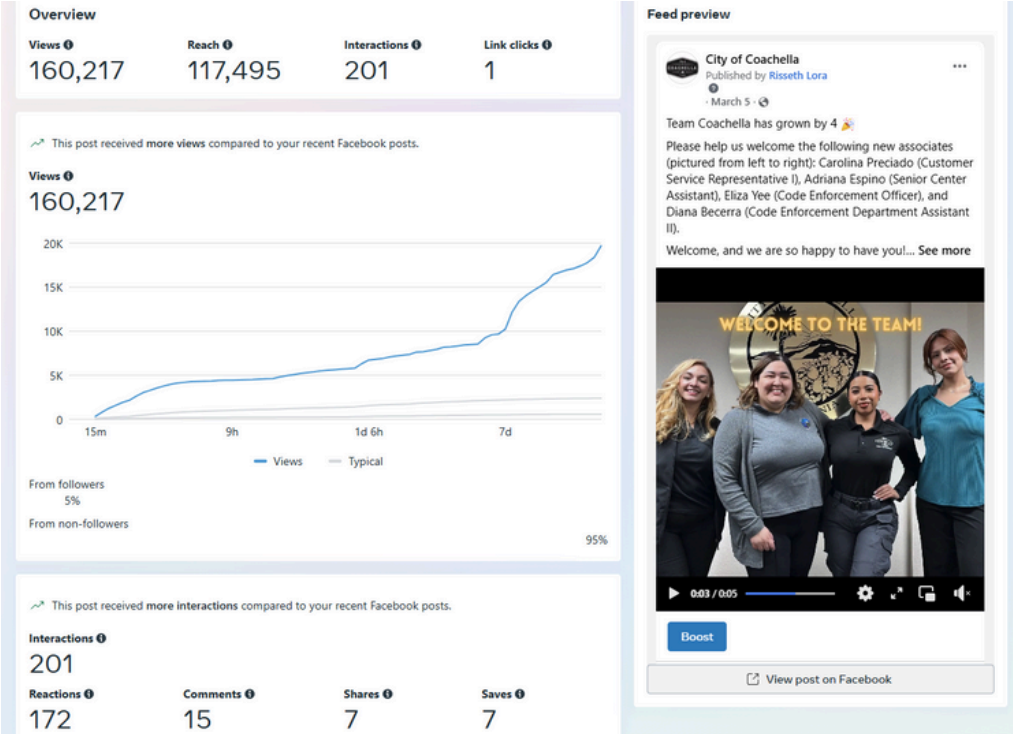 Overview
Views
Reach
Interactions
Link clicks
160,217
117,495
201
1
This post received more views compared to your recent Facebook posts.
Views
160,217
20K
15K
10K
5K
0
15m
9h
1d 6h
7d
Views
Typical
From followers
5%
From non-followers
95%
This post received more interactions compared to your recent Facebook posts.
Interactions
201
Reactions
Comments
Shares
Saves
172
15
7
7
Feed preview
COACHELLA
City of Coachella
Published by Risseth Lora
· March 5 ·
Team Coachella has grown by 4 🎉
Please help us welcome the following new associates
(pictured from left to right): Carolina Preciado (Customer
Service Representative I), Adriana Espino (Senior Center
Assistant), Eliza Yee (Code Enforcement Officer), and
Diana Becerra (Code Enforcement Department Assistant
II).
Welcome, and we are so happy to have you!... See more
WELCOME TO THE TEAM!
0:03 / 0:05
Boost
View post on Facebook